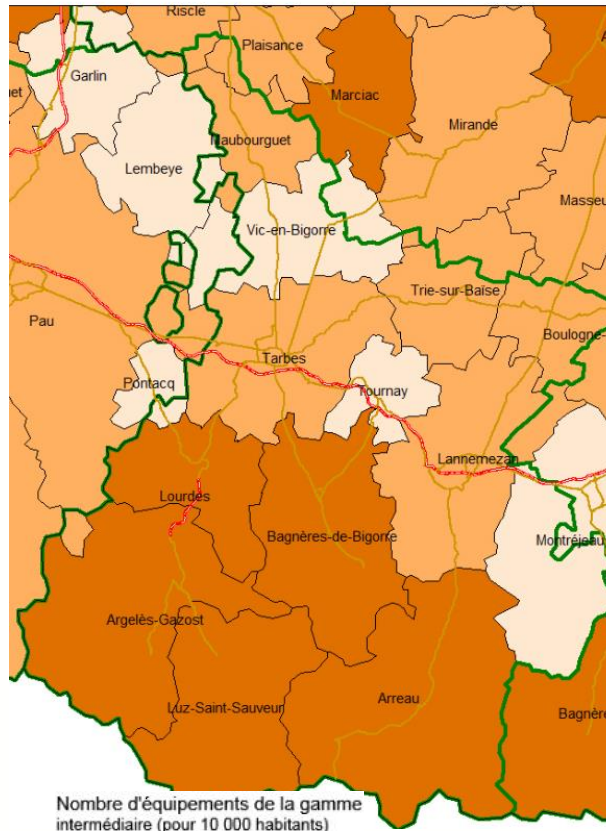 Riscle
Plaisance
Garlin
Marciac
Mirande
Maubourguet
Lembeye
Masseu
Vic-en-Bigorre
Trie-sur-Baïse
Pau
Boulogne-
Tarbes
Pontacq
Tournay
Lannemezan
Lourdes
Bagnères-de-Bigorre
Montréjeau
Argelès-Gazost
Arreau
Luz-Saint-Sauveur
Bagnère
Nombre d'équipements de la gamme
intermédiaire (pour 10 000 habitants)